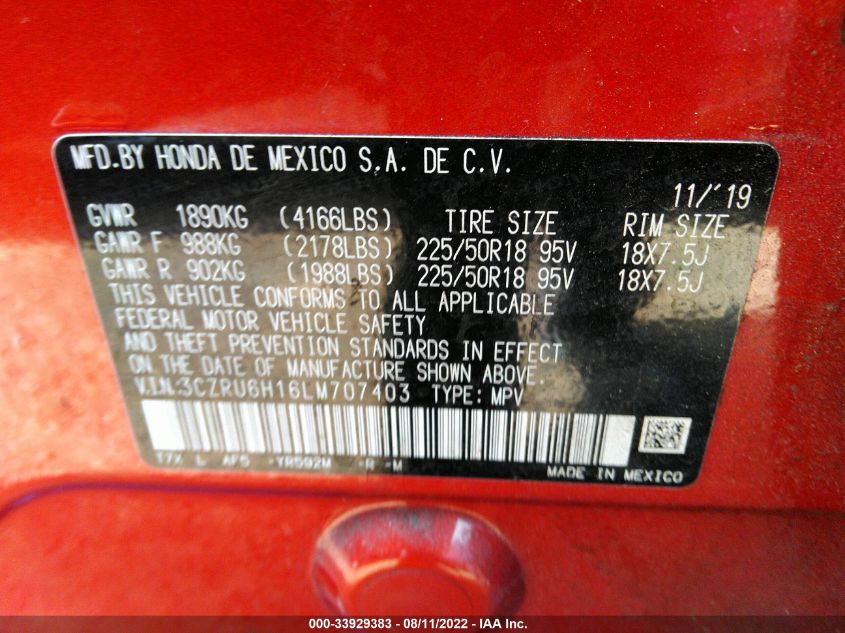 MFD.BY HONDA DE MEXICO S.A. DE C.V.
11/'19
GVWR 1890KG (4166LBS) TIRE SIZE RIM SIZE
GAWR F 988KG (2178LBS) 225/50R18 95V 18X7.5J
GAWR R 902KG (1988LBS) 225/50R18 95V 18X7.5J
THIS VEHICLE CONFORMS TO ALL APPLICABLE
FEDERAL MOTOR VEHICLE SAFETY
AND THEFT PREVENTION STANDARDS IN EFFECT
ON THE DATE OF MANUFACTURE SHOWN ABOVE.
V.I.N:3CZRU6H16LM707403 TYPE: MPV
T7X L AF5 -YR592M -R -M
MADE IN MEXICO
000-33929383 - 08/11/2022 - IAA Inc.